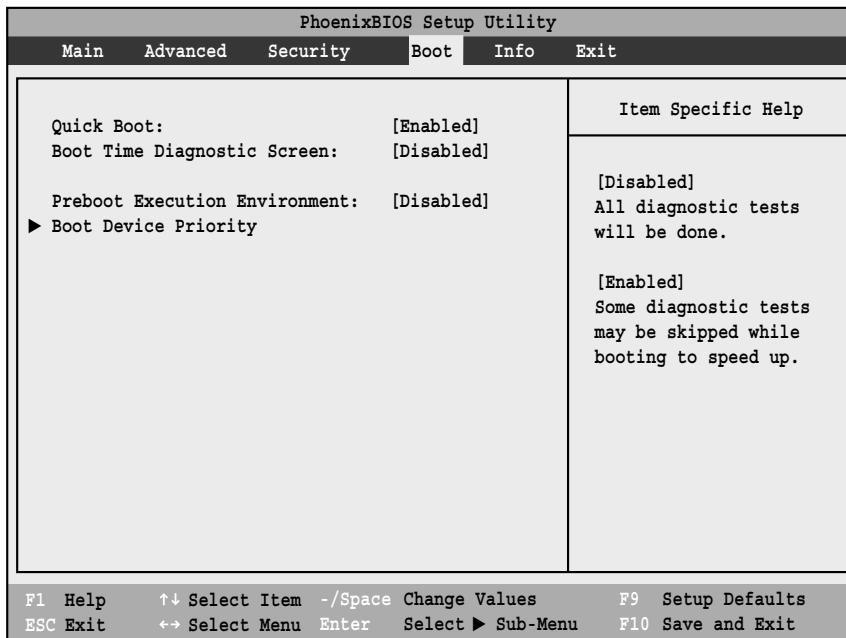 PhoenixBIOS Setup Utility
Main Advanced Security Boot Info Exit
Quick Boot: [Enabled]
Boot Time Diagnostic Screen: [Disabled]
Preboot Execution Environment: [Disabled]
▶ Boot Device Priority
Item Specific Help
[Disabled]
All diagnostic tests
will be done.
[Enabled]
Some diagnostic tests
may be skipped while
booting to speed up.
F1 Help ↑↓ Select Item -/Space Change Values F9 Setup Defaults
ESC Exit ←→ Select Menu Enter Select ▶ Sub-Menu F10 Save and Exit